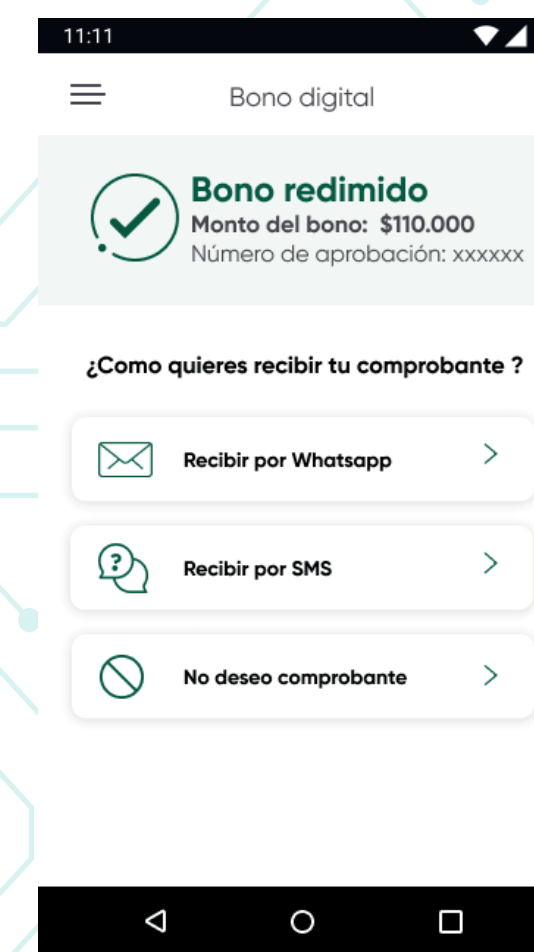 11:11
Bono digital
Bono redimido
Monto del bono: $110.000
Número de aprobación: xxxxxx
¿Como quieres recibir tu comprobante ?
Recibir por Whatsapp
?
Recibir por SMS
No deseo comprobante